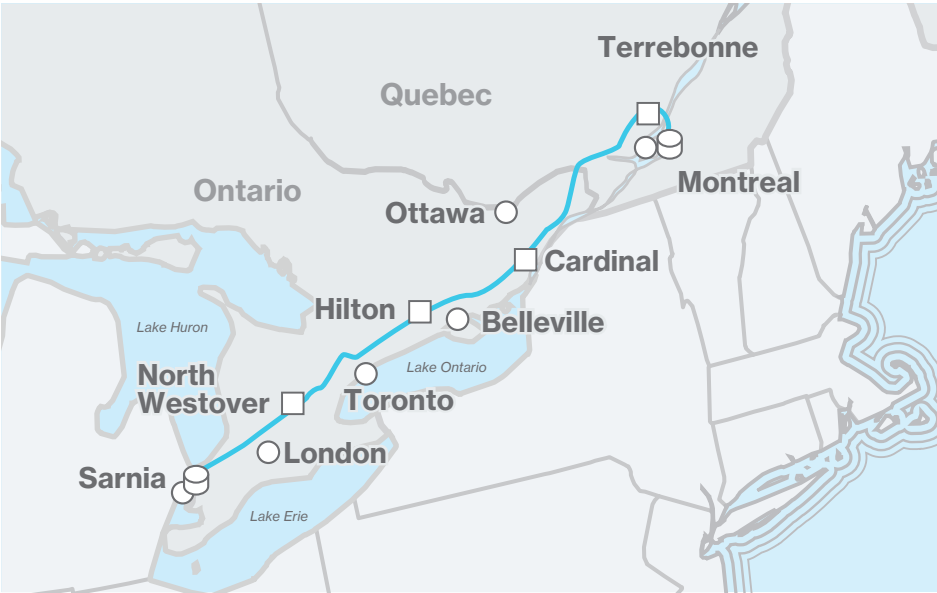 Terrebonne
Quebec
Montreal
Ontario
Ottawa
Cardinal
Hilton
Belleville
Lake Huron
Lake Ontario
North
Westover
Toronto
London
Sarnia
Lake Erie